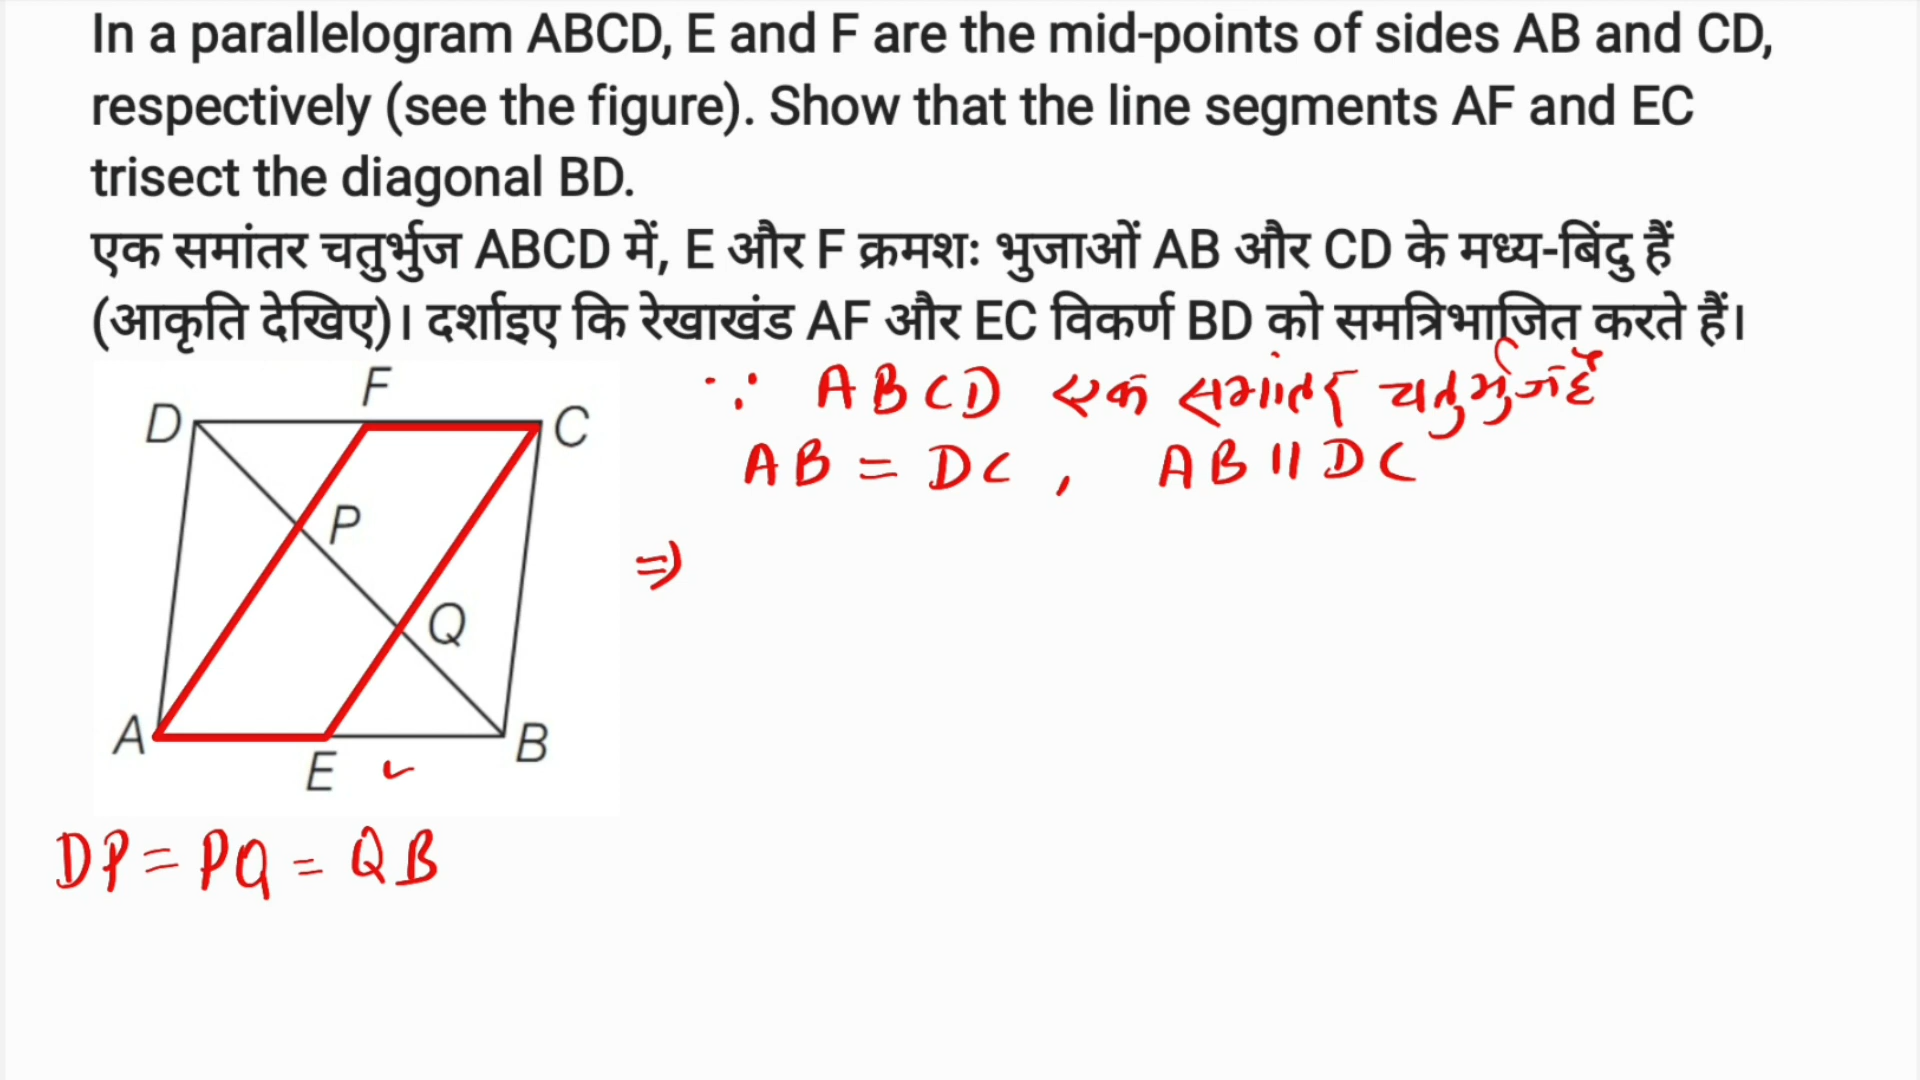 In a parallelogram ABCD, E and F are the mid-points of sides AB and CD,
respectively (see the figure). Show that the line segments AF and EC
trisect the diagonal BD.
एक समांतर चतुर्भुज ABCD में, E और F क्रमशः भुजाओं AB और CD के मध्य-बिंदु हैं
(आकृति देखिए)। दर्शाइए कि रेखाखंड AF और EC विकर्ण BD को समत्रिभाजित करते हैं।
∵ ABCD एक समांतर चतुर्भुज है
AB = DC , AB || DC
⇒
F
D
C
P
Q
A
B
E
DP = PQ = QB